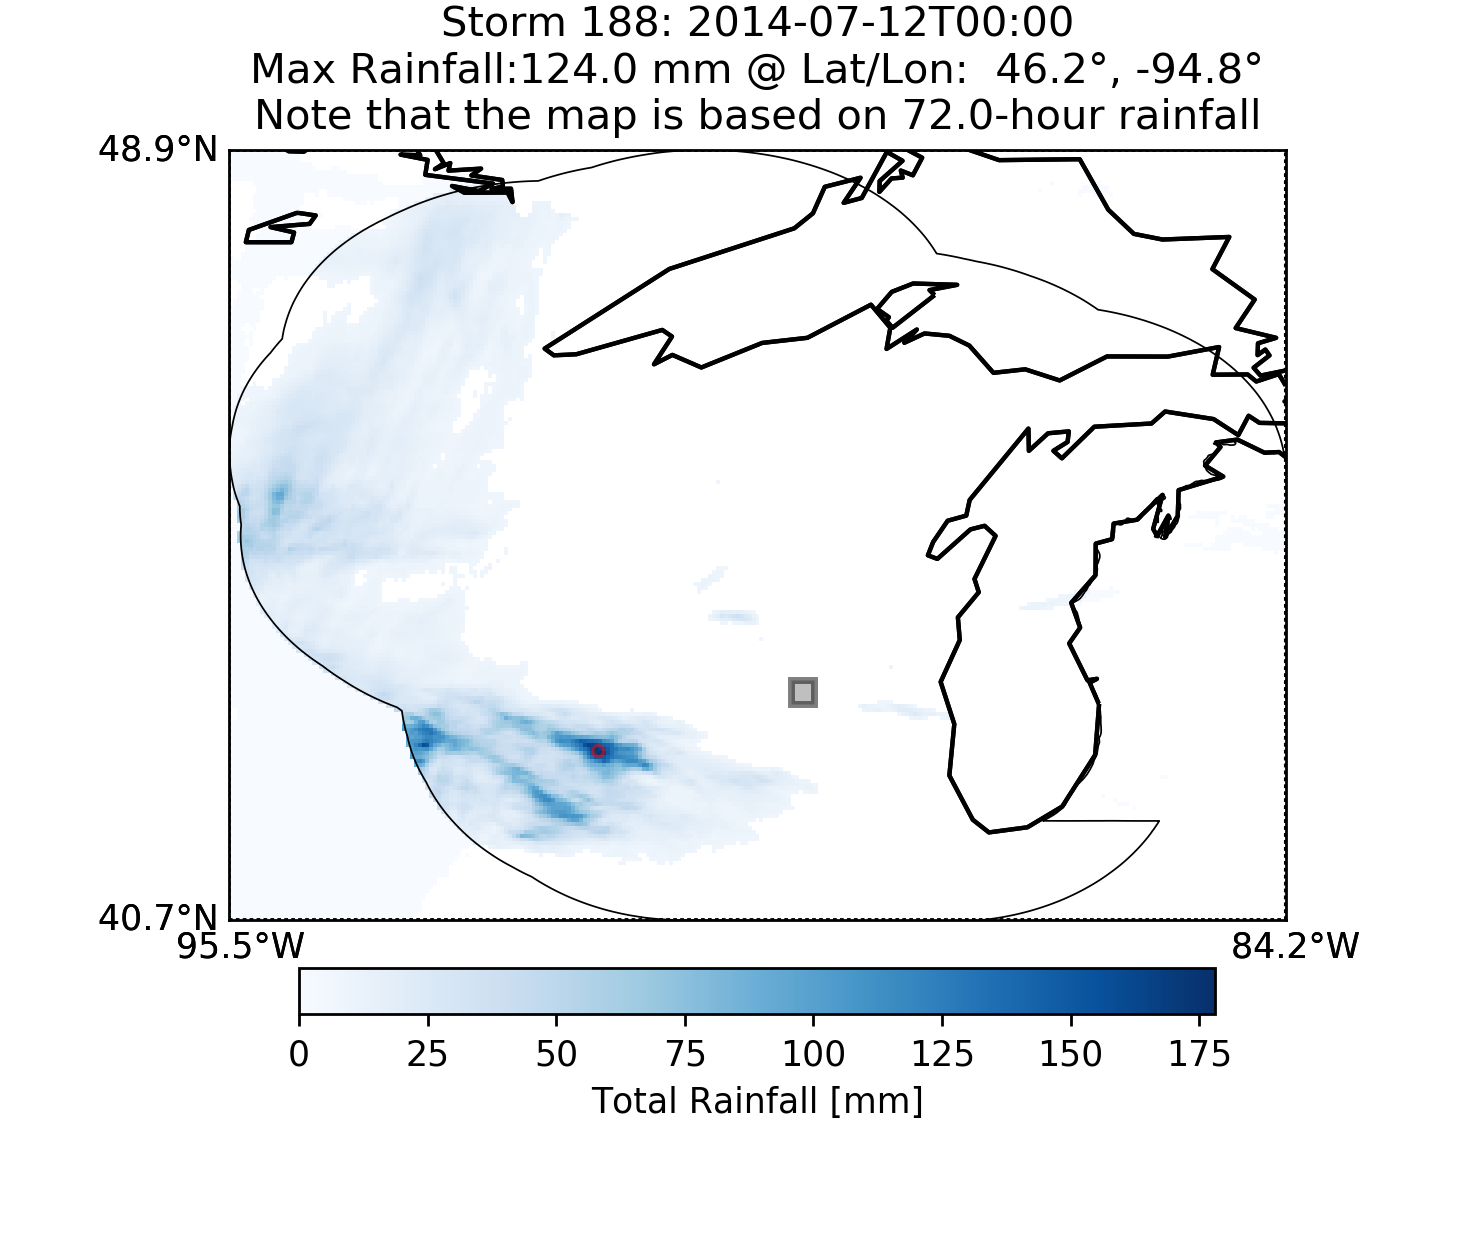 Storm 188: 2014-07-12T00:00
Max Rainfall:124.0 mm @ Lat/Lon:  46.2°, -94.8°
Note that the map is based on 72.0-hour rainfall
48.9°N
40.7°N
95.5°W 84.2°W
0 25 50 75 100 125 150 175
Total Rainfall [mm]